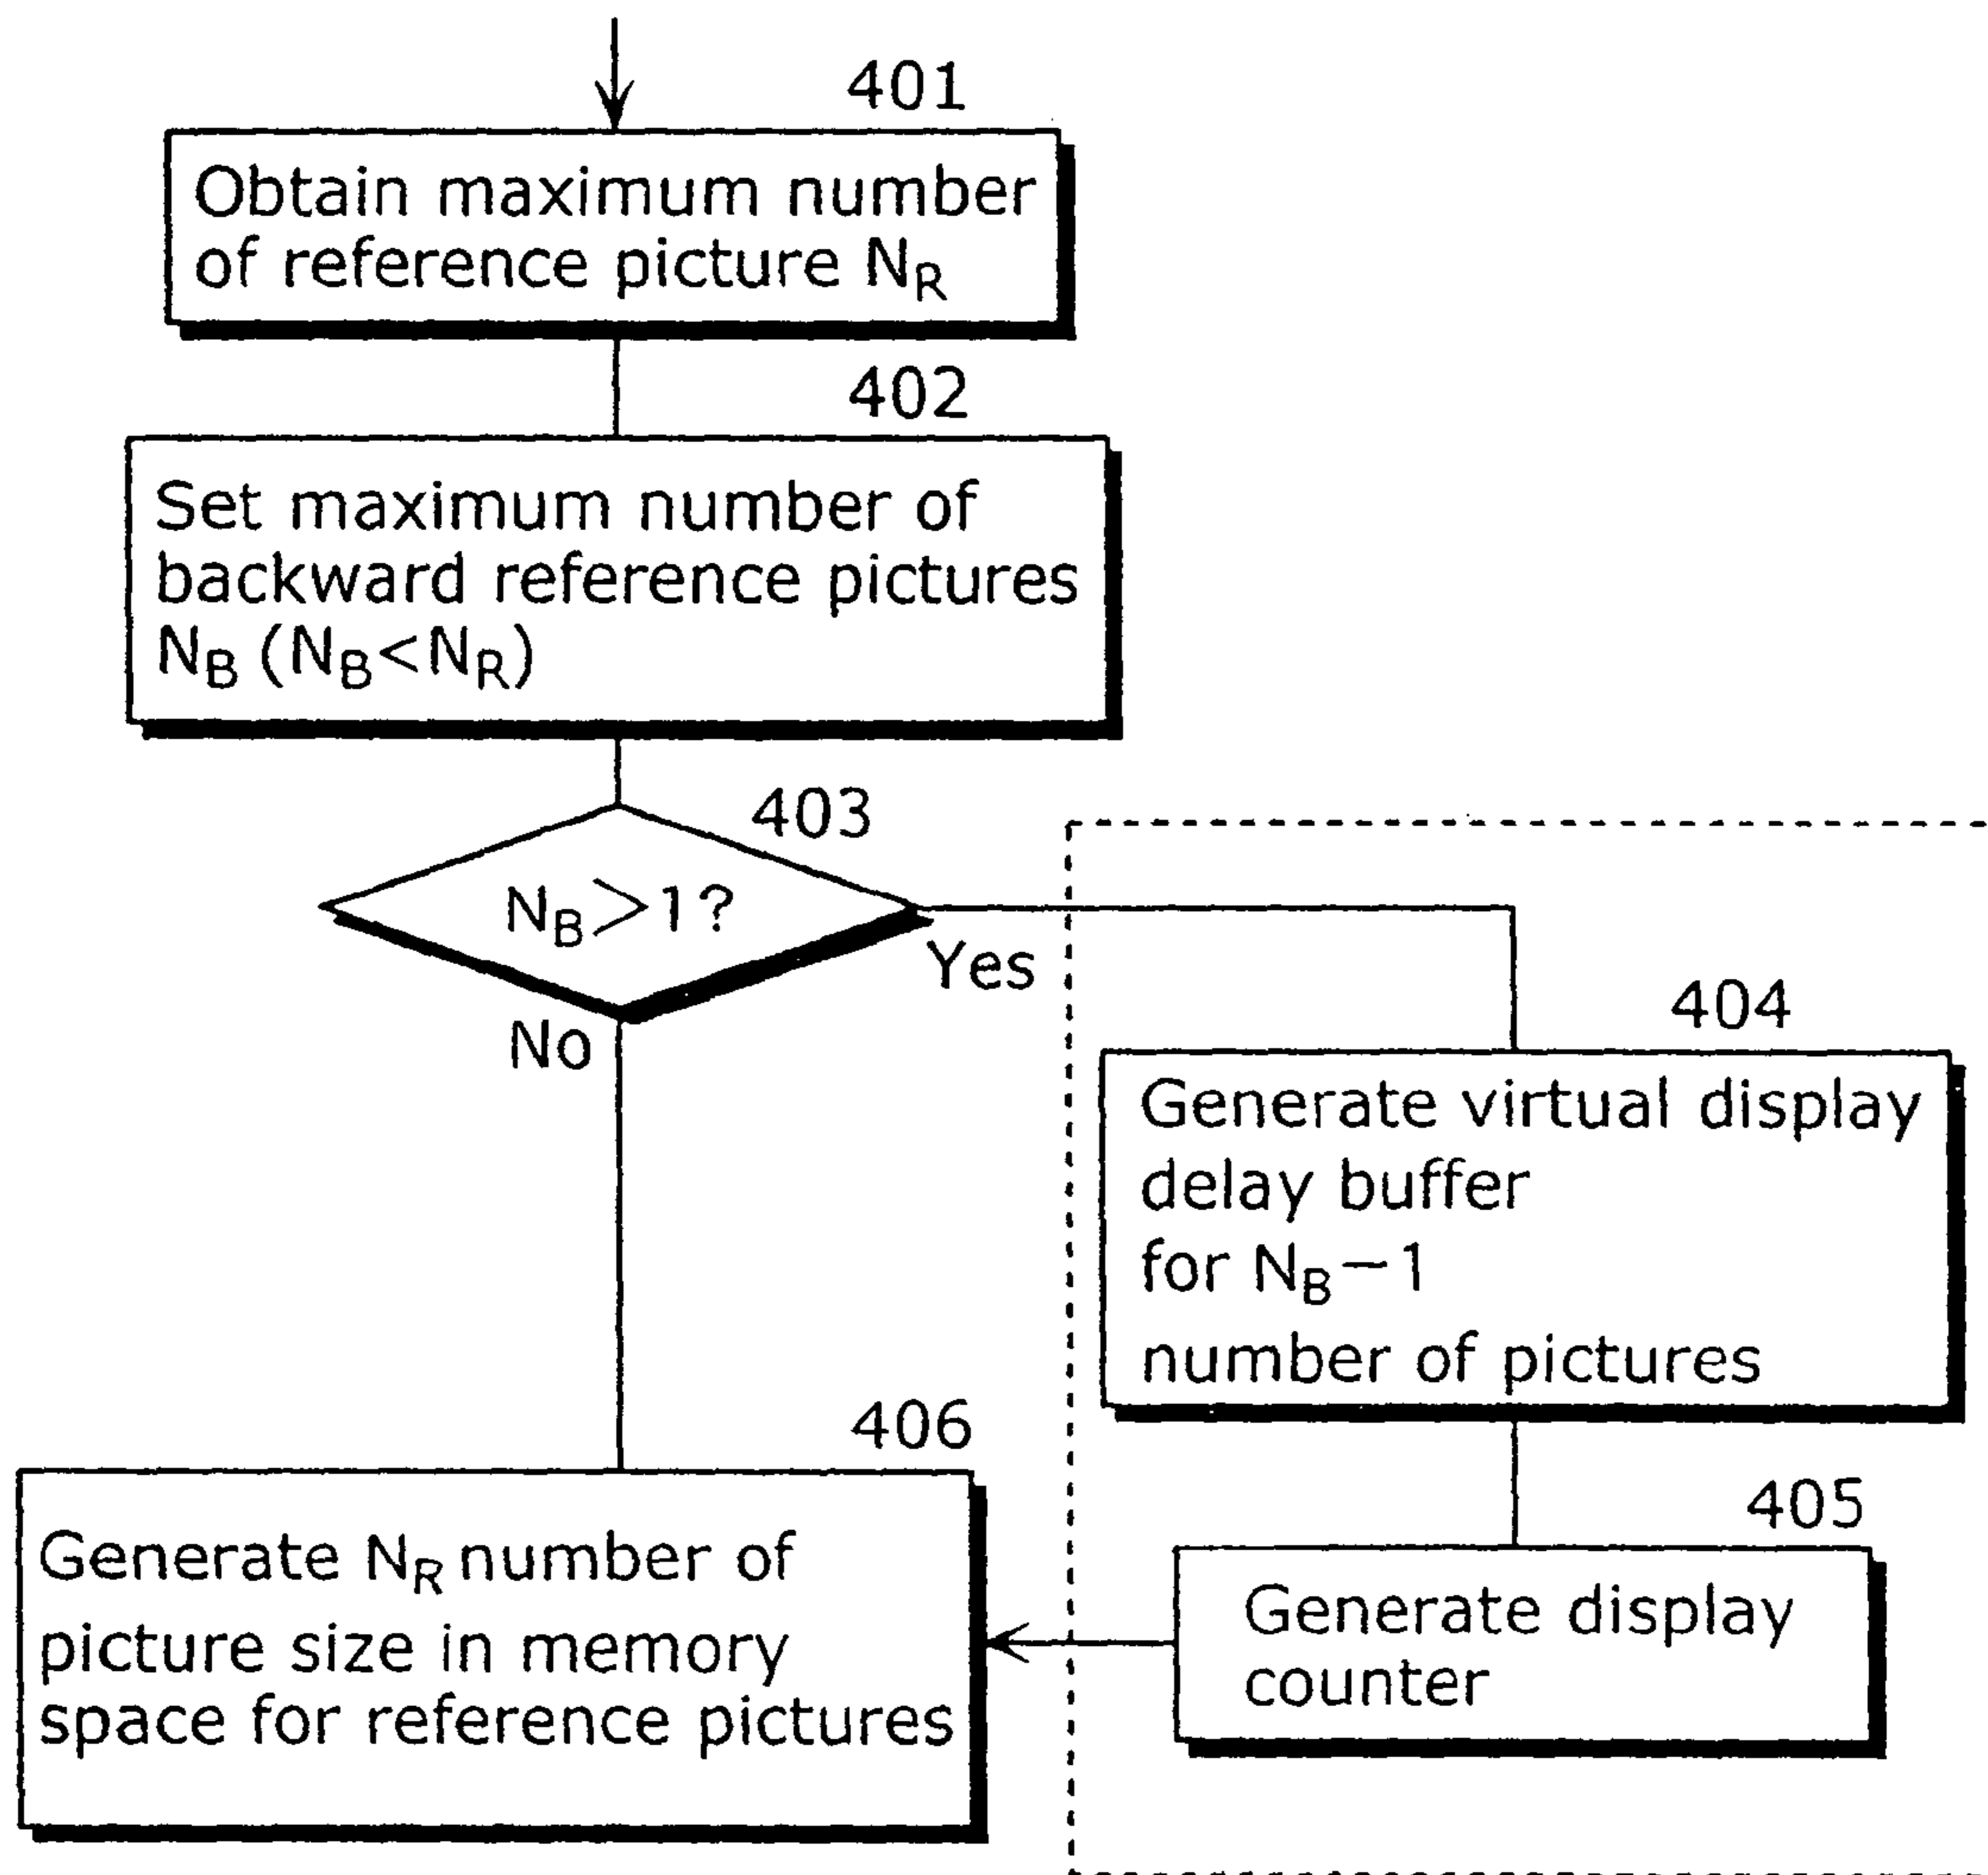 401
Obtain maximum number
of reference picture N_R
402
Set maximum number of
backward reference pictures
N_B (N_B<N_R)
403
N_B>1?
Yes
No
404
Generate virtual display
delay buffer
for N_B−1
number of pictures
405
Generate display
counter
406
Generate N_R number of
picture size in memory
space for reference pictures